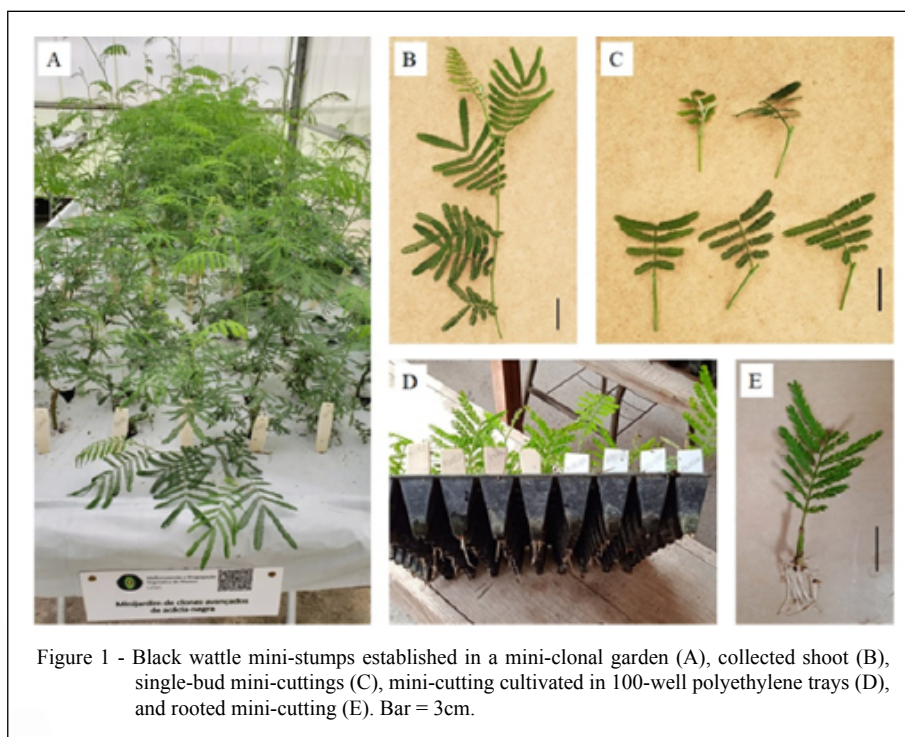 A
B
C
D
E
Minijardim de clones avançados
de acácia-negra
Figure 1 - Black wattle mini-stumps established in a mini-clonal garden (A), collected shoot (B),
single-bud mini-cuttings (C), mini-cutting cultivated in 100-well polyethylene trays (D),
and rooted mini-cutting (E). Bar = 3cm.